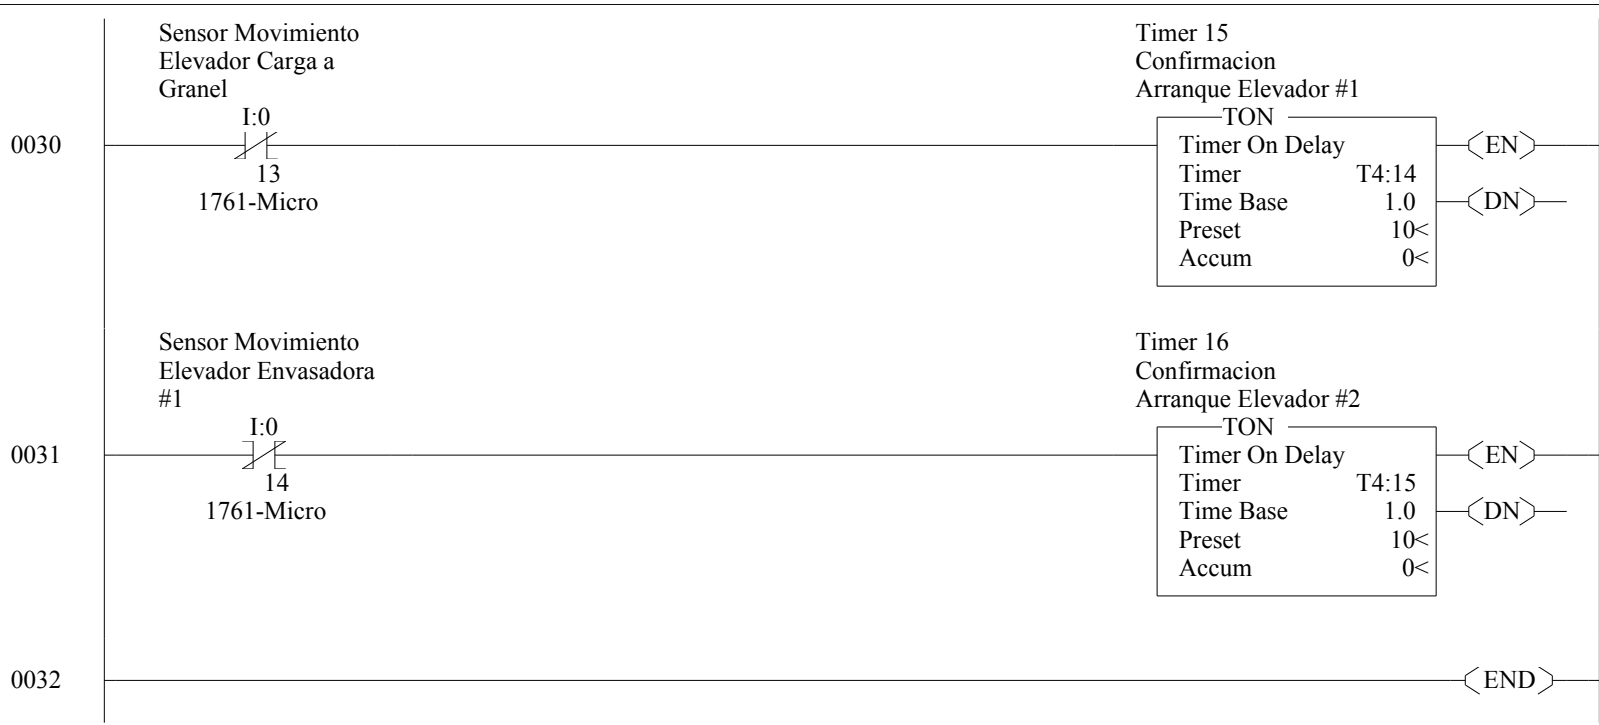 Sensor Movimiento
Elevador Carga a
Granel
I:0
13
1761-Micro
0030
Timer 15
Confirmacion
Arranque Elevador #1
TON
Timer On Delay
Timer T4:14
Time Base 1.0
Preset 10<
Accum 0<
EN
DN
Sensor Movimiento
Elevador Envasadora
#1
I:0
14
1761-Micro
0031
Timer 16
Confirmacion
Arranque Elevador #2
TON
Timer On Delay
Timer T4:15
Time Base 1.0
Preset 10<
Accum 0<
EN
DN
0032
END